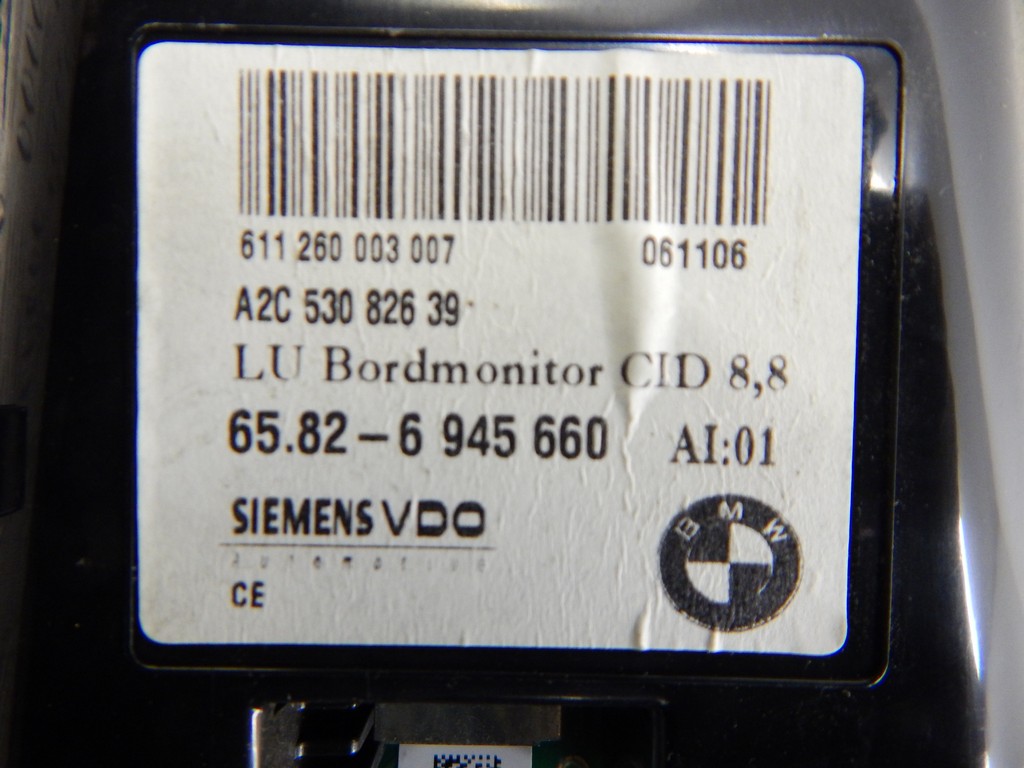 611 260 003 007 061106
A2C 530 826 39
LU Bordmonitor CID 8,8
65.82-6 945 660 AI:01
SIEMENS VDO
Automotive
CE
BMW